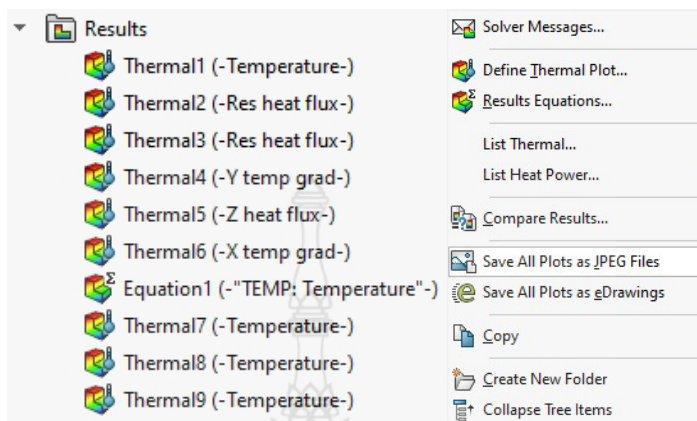 Results
Thermal1 (-Temperature-)
Thermal2 (-Res heat flux-)
Thermal3 (-Res heat flux-)
Thermal4 (-Y temp grad-)
Thermal5 (-Z heat flux-)
Thermal6 (-X temp grad-)
Equation1 (-"TEMP: Temperature"-)
Thermal7 (-Temperature-)
Thermal8 (-Temperature-)
Thermal9 (-Temperature-)
Solver Messages...
Define Thermal Plot...
Results Equations...
List Thermal...
List Heat Power...
Compare Results...
Save All Plots as JPEG Files
Save All Plots as eDrawings
Copy
Create New Folder
Collapse Tree Items